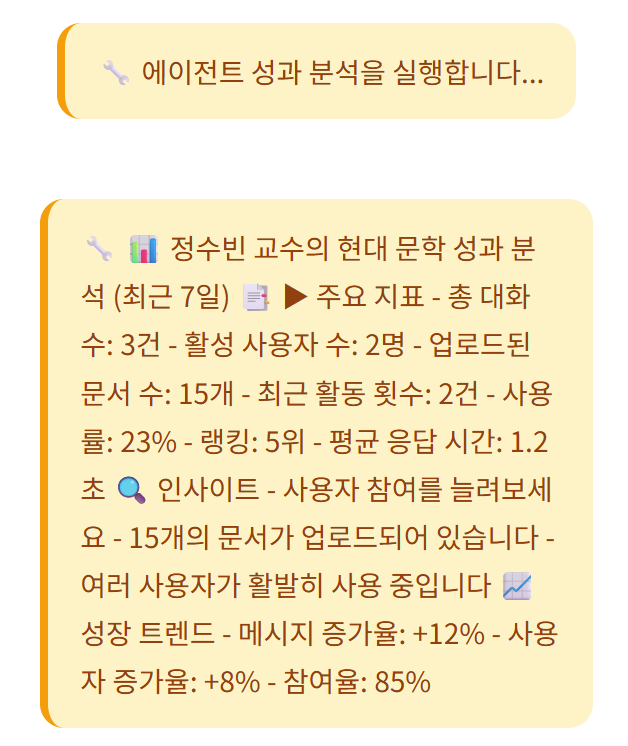 🔧 에이전트 성과 분석을 실행합니다...
🔧 📊 정수빈 교수의 현대 문학 성과 분
석 (최근 7일) 📑 ▶ 주요 지표 - 총 대화
수: 3건 - 활성 사용자 수: 2명 - 업로드된
문서 수: 15개 - 최근 활동 횟수: 2건 - 사용
률: 23% - 랭킹: 5위 - 평균 응답 시간: 1.2
초 🔍 인사이트 - 사용자 참여를 늘려보세
요 - 15개의 문서가 업로드되어 있습니다 -
여러 사용자가 활발히 사용 중입니다 📈
성장 트렌드 - 메시지 증가율: +12% - 사용
자 증가율: +8% - 참여율: 85%